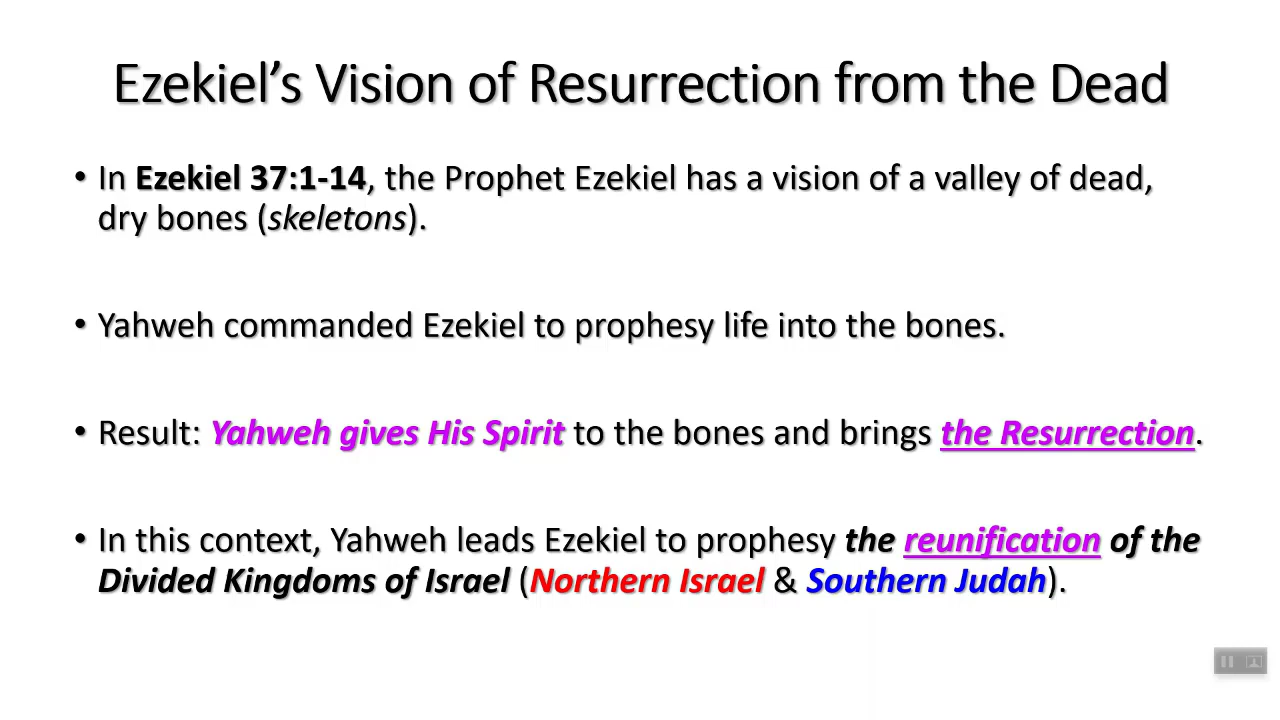 Ezekiel’s Vision of Resurrection from the Dead
• In Ezekiel 37:1-14, the Prophet Ezekiel has a vision of a valley of dead,
dry bones (skeletons).
• Yahweh commanded Ezekiel to prophesy life into the bones.
• Result: Yahweh gives His Spirit to the bones and brings the Resurrection.
• In this context, Yahweh leads Ezekiel to prophesy the reunification of the
Divided Kingdoms of Israel (Northern Israel & Southern Judah).